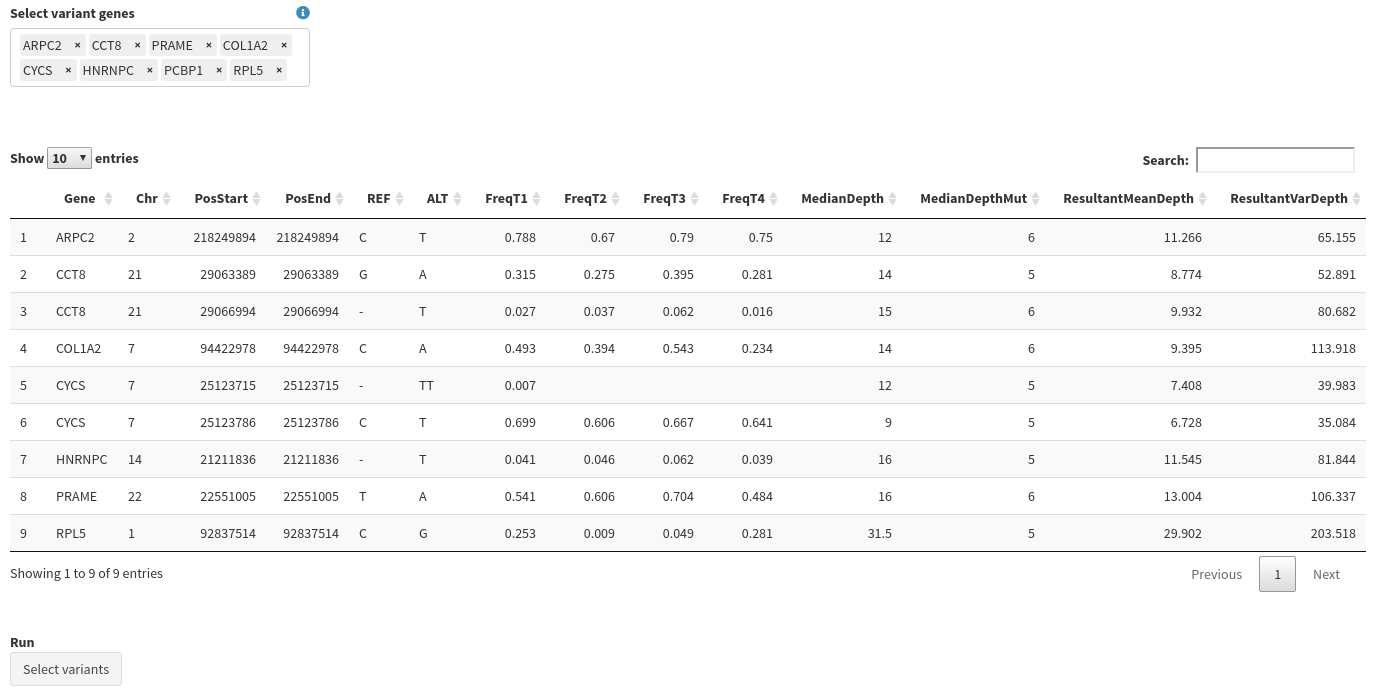 Select variant genes
ARPC2 × CCT8 × PRAME × COL1A2 ×
CYCS × HNRNPC × PCBP1 × RPL5 ×
Show 10 entries
Search:
Gene Chr PosStart PosEnd REF ALT FreqT1 FreqT2 FreqT3 FreqT4 MedianDepth MedianDepthMut ResultantMeanDepth ResultantVarDepth
1 ARPC2 2 218249894 218249894 C T 0.788 0.67 0.79 0.75 12 6 11.266 65.155
2 CCT8 21 29063389 29063389 G A 0.315 0.275 0.395 0.281 14 5 8.774 52.891
3 CCT8 21 29066994 29066994 - T 0.027 0.037 0.062 0.016 15 6 9.932 80.682
4 COL1A2 7 94422978 94422978 C A 0.493 0.394 0.543 0.234 14 6 9.395 113.918
5 CYCS 7 25123715 25123715 - TT 0.007 12 5 7.408 39.983
6 CYCS 7 25123786 25123786 C T 0.699 0.606 0.667 0.641 9 5 6.728 35.084
7 HNRNPC 14 21211836 21211836 - T 0.041 0.046 0.062 0.039 16 5 11.545 81.844
8 PRAME 22 22551005 22551005 T A 0.541 0.606 0.704 0.484 16 6 13.004 106.337
9 RPL5 1 92837514 92837514 C G 0.253 0.009 0.049 0.281 31.5 5 29.902 203.518
Showing 1 to 9 of 9 entries
Previous 1 Next
Run
Select variants